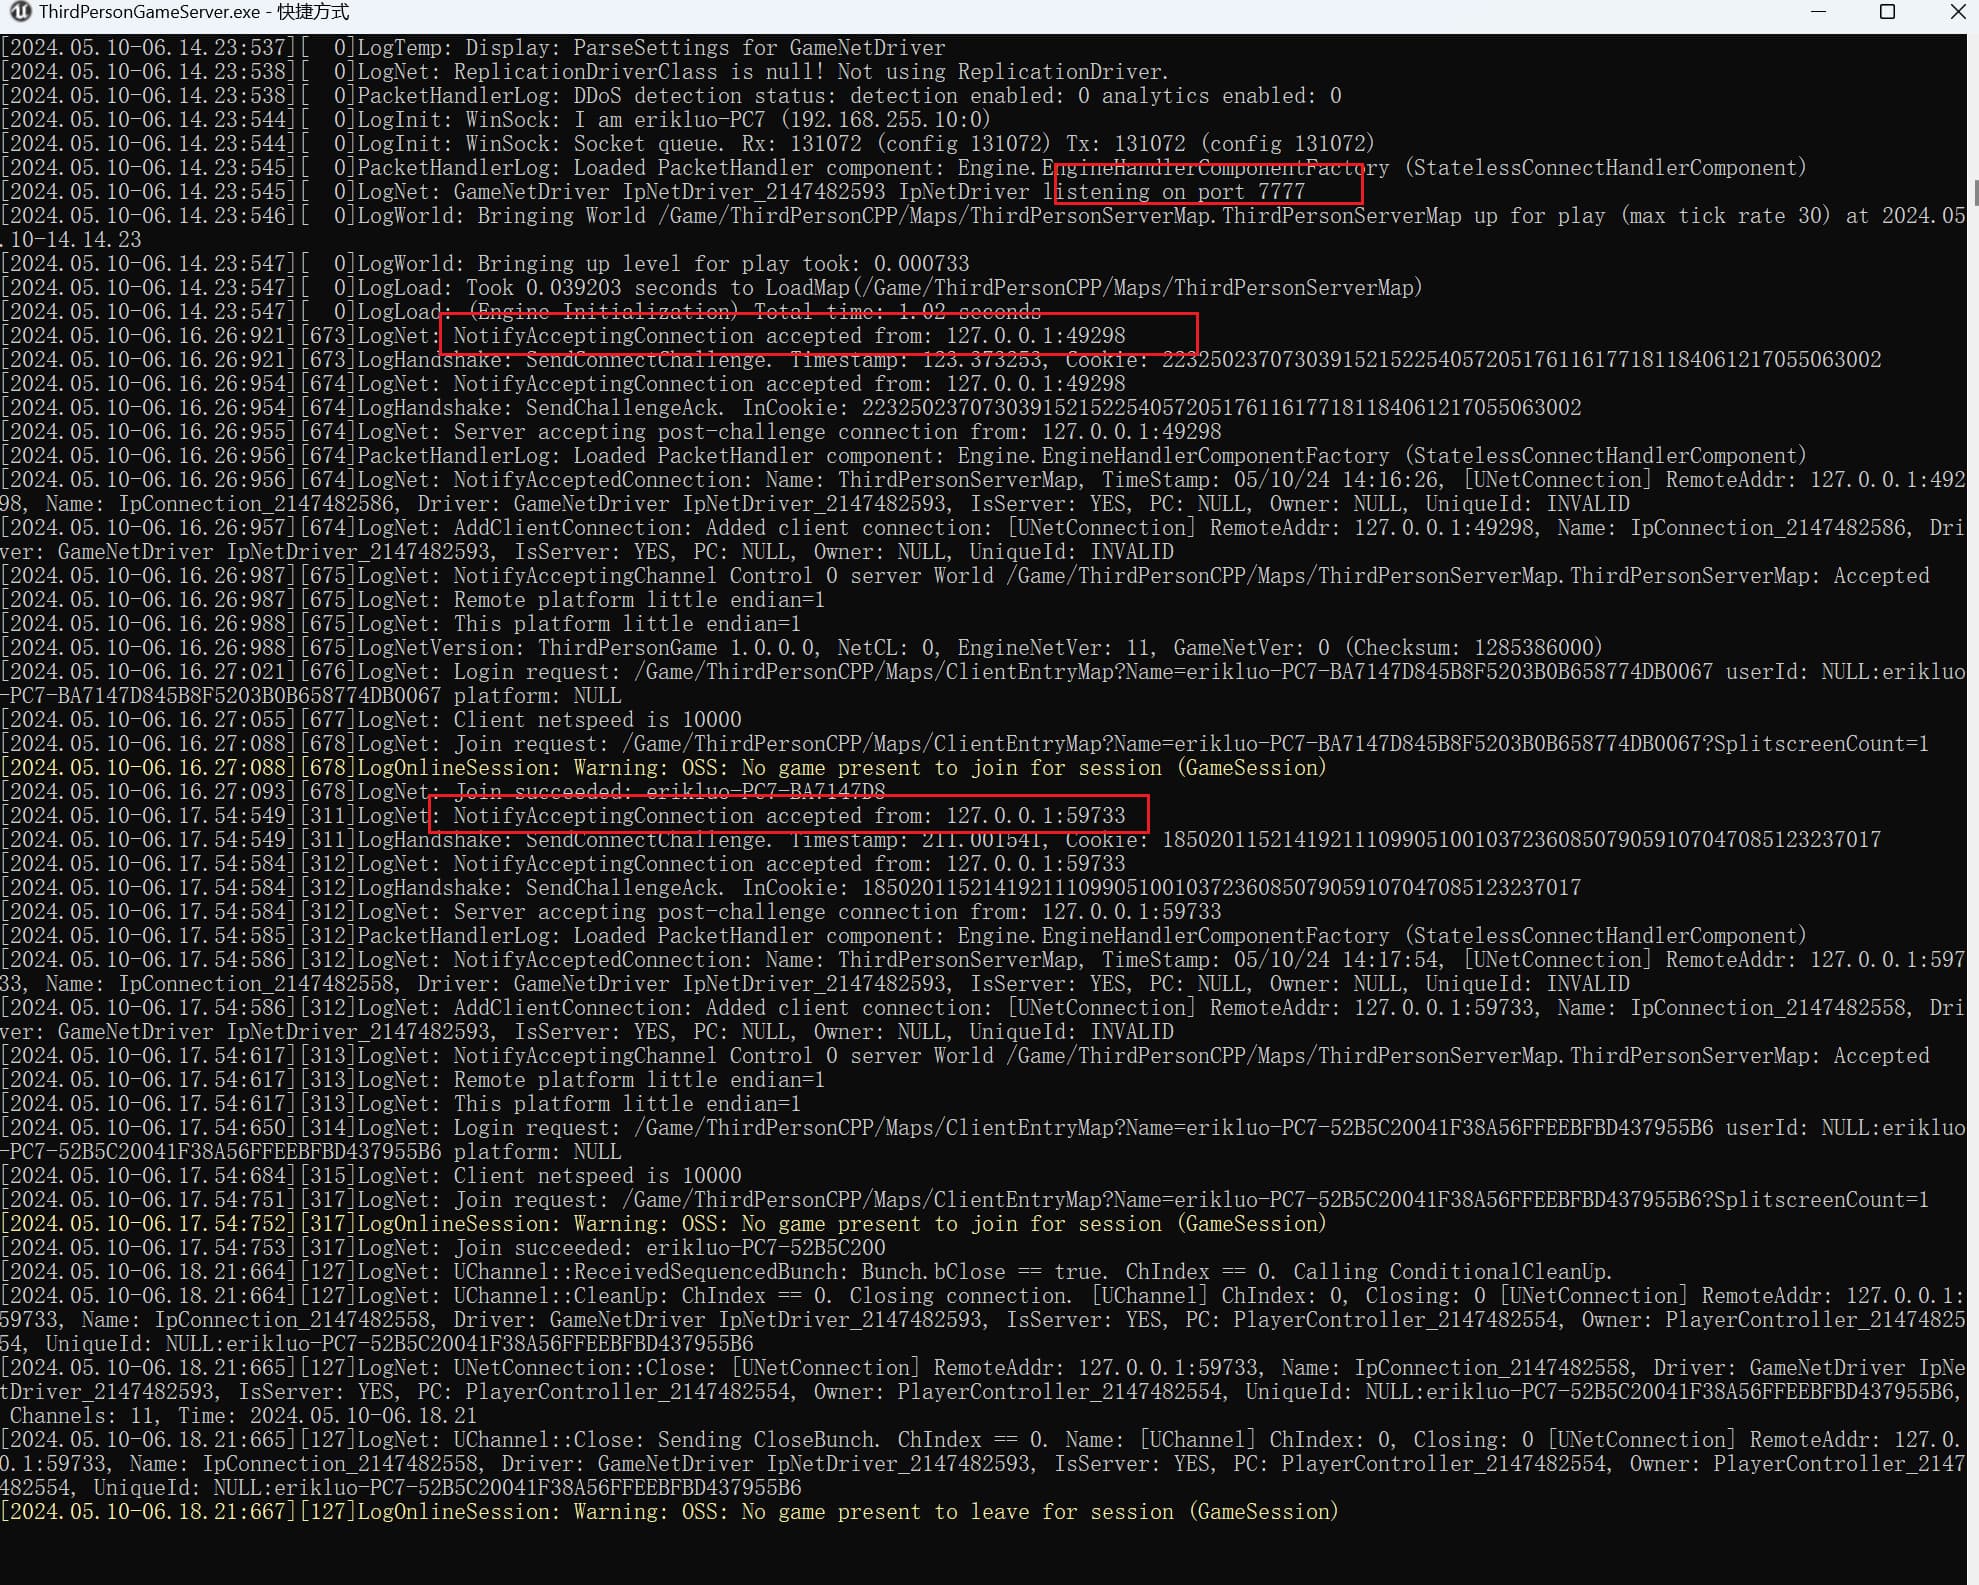 ThirdPersonGameServer.exe - 快捷方式
[2024.05.10-06.14.23:537][  0]LogTemp: Display: ParseSettings for GameNetDriver
[2024.05.10-06.14.23:538][  0]LogNet: ReplicationDriverClass is null! Not using ReplicationDriver.
[2024.05.10-06.14.23:538][  0]PacketHandlerLog: DDoS detection status: detection enabled: 0 analytics enabled: 0
[2024.05.10-06.14.23:544][  0]LogInit: WinSock: I am erikluo-PC7 (192.168.255.10:0)
[2024.05.10-06.14.23:544][  0]LogInit: WinSock: Socket queue. Rx: 131072 (config 131072) Tx: 131072 (config 131072)
[2024.05.10-06.14.23:545][  0]PacketHandlerLog: Loaded PacketHandler component: Engine.EngineHandlerComponentFactory (StatelessConnectHandlerComponent)
[2024.05.10-06.14.23:545][  0]LogNet: GameNetDriver IpNetDriver_2147482593 IpNetDriver listening on port 7777
[2024.05.10-06.14.23:546][  0]LogWorld: Bringing World /Game/ThirdPersonCPP/Maps/ThirdPersonServerMap.ThirdPersonServerMap up for play (max tick rate 30) at 2024.05
.10-14.14.23
[2024.05.10-06.14.23:547][  0]LogWorld: Bringing up level for play took: 0.000733
[2024.05.10-06.14.23:547][  0]LogLoad: Took 0.039203 seconds to LoadMap(/Game/ThirdPersonCPP/Maps/ThirdPersonServerMap)
[2024.05.10-06.14.23:547][  0]LogLoad: (Engine Initialization) Total time: 1.02 seconds
[2024.05.10-06.16.26:921][673]LogNet: NotifyAcceptingConnection accepted from: 127.0.0.1:49298
[2024.05.10-06.16.26:921][673]LogHandshake: SendConnectChallenge. Timestamp: 123.373253, Cookie: 223250237073039152152254057205176116177181184061217055063002
[2024.05.10-06.16.26:954][674]LogNet: NotifyAcceptingConnection accepted from: 127.0.0.1:49298
[2024.05.10-06.16.26:954][674]LogHandshake: SendChallengeAck. InCookie: 223250237073039152152254057205176116177181184061217055063002
[2024.05.10-06.16.26:955][674]LogNet: Server accepting post-challenge connection from: 127.0.0.1:49298
[2024.05.10-06.16.26:956][674]PacketHandlerLog: Loaded PacketHandler component: Engine.EngineHandlerComponentFactory (StatelessConnectHandlerComponent)
[2024.05.10-06.16.26:956][674]LogNet: NotifyAcceptedConnection: Name: ThirdPersonServerMap, TimeStamp: 05/10/24 14:16:26, [UNetConnection] RemoteAddr: 127.0.0.1:492
98, Name: IpConnection_2147482586, Driver: GameNetDriver IpNetDriver_2147482593, IsServer: YES, PC: NULL, Owner: NULL, UniqueId: INVALID
[2024.05.10-06.16.26:957][674]LogNet: AddClientConnection: Added client connection: [UNetConnection] RemoteAddr: 127.0.0.1:49298, Name: IpConnection_2147482586, Dri
ver: GameNetDriver IpNetDriver_2147482593, IsServer: YES, PC: NULL, Owner: NULL, UniqueId: INVALID
[2024.05.10-06.16.26:987][675]LogNet: NotifyAcceptingChannel Control 0 server World /Game/ThirdPersonCPP/Maps/ThirdPersonServerMap.ThirdPersonServerMap: Accepted
[2024.05.10-06.16.26:987][675]LogNet: Remote platform little endian=1
[2024.05.10-06.16.26:988][675]LogNet: This platform little endian=1
[2024.05.10-06.16.26:988][675]LogNetVersion: ThirdPersonGame 1.0.0.0, NetCL: 0, EngineNetVer: 11, GameNetVer: 0 (Checksum: 1285386000)
[2024.05.10-06.16.27:021][676]LogNet: Login request: /Game/ThirdPersonCPP/Maps/ClientEntryMap?Name=erikluo-PC7-BA7147D845B8F5203B0B658774DB0067 userId: NULL:erikluo
-PC7-BA7147D845B8F5203B0B658774DB0067 platform: NULL
[2024.05.10-06.16.27:055][677]LogNet: Client netspeed is 10000
[2024.05.10-06.16.27:088][678]LogNet: Join request: /Game/ThirdPersonCPP/Maps/ClientEntryMap?Name=erikluo-PC7-BA7147D845B8F5203B0B658774DB0067?SplitscreenCount=1
[2024.05.10-06.16.27:088][678]LogOnlineSession: Warning: OSS: No game present to join for session (GameSession)
[2024.05.10-06.16.27:093][678]LogNet: Join succeeded: erikluo-PC7-BA7147D8
[2024.05.10-06.17.54:549][311]LogNet: NotifyAcceptingConnection accepted from: 127.0.0.1:59733
[2024.05.10-06.17.54:549][311]LogHandshake: SendConnectChallenge. Timestamp: 211.001541, Cookie: 185020115214192111099051001037236085079059107047085123237017
[2024.05.10-06.17.54:584][312]LogNet: NotifyAcceptingConnection accepted from: 127.0.0.1:59733
[2024.05.10-06.17.54:584][312]LogHandshake: SendChallengeAck. InCookie: 185020115214192111099051001037236085079059107047085123237017
[2024.05.10-06.17.54:584][312]LogNet: Server accepting post-challenge connection from: 127.0.0.1:59733
[2024.05.10-06.17.54:585][312]PacketHandlerLog: Loaded PacketHandler component: Engine.EngineHandlerComponentFactory (StatelessConnectHandlerComponent)
[2024.05.10-06.17.54:586][312]LogNet: NotifyAcceptedConnection: Name: ThirdPersonServerMap, TimeStamp: 05/10/24 14:17:54, [UNetConnection] RemoteAddr: 127.0.0.1:597
33, Name: IpConnection_2147482558, Driver: GameNetDriver IpNetDriver_2147482593, IsServer: YES, PC: NULL, Owner: NULL, UniqueId: INVALID
[2024.05.10-06.17.54:586][312]LogNet: AddClientConnection: Added client connection: [UNetConnection] RemoteAddr: 127.0.0.1:59733, Name: IpConnection_2147482558, Dri
ver: GameNetDriver IpNetDriver_2147482593, IsServer: YES, PC: NULL, Owner: NULL, UniqueId: INVALID
[2024.05.10-06.17.54:617][313]LogNet: NotifyAcceptingChannel Control 0 server World /Game/ThirdPersonCPP/Maps/ThirdPersonServerMap.ThirdPersonServerMap: Accepted
[2024.05.10-06.17.54:617][313]LogNet: Remote platform little endian=1
[2024.05.10-06.17.54:617][313]LogNet: This platform little endian=1
[2024.05.10-06.17.54:650][314]LogNet: Login request: /Game/ThirdPersonCPP/Maps/ClientEntryMap?Name=erikluo-PC7-52B5C20041F38A56FFEEBFBD437955B6 userId: NULL:erikluo
-PC7-52B5C20041F38A56FFEEBFBD437955B6 platform: NULL
[2024.05.10-06.17.54:684][315]LogNet: Client netspeed is 10000
[2024.05.10-06.17.54:751][317]LogNet: Join request: /Game/ThirdPersonCPP/Maps/ClientEntryMap?Name=erikluo-PC7-52B5C20041F38A56FFEEBFBD437955B6?SplitscreenCount=1
[2024.05.10-06.17.54:752][317]LogOnlineSession: Warning: OSS: No game present to join for session (GameSession)
[2024.05.10-06.17.54:753][317]LogNet: Join succeeded: erikluo-PC7-52B5C200
[2024.05.10-06.18.21:664][127]LogNet: UChannel::ReceivedSequencedBunch: Bunch.bClose == true. ChIndex == 0. Calling ConditionalCleanUp.
[2024.05.10-06.18.21:664][127]LogNet: UChannel::CleanUp: ChIndex == 0. Closing connection. [UChannel] ChIndex: 0, Closing: 0 [UNetConnection] RemoteAddr: 127.0.0.1:
59733, Name: IpConnection_2147482558, Driver: GameNetDriver IpNetDriver_2147482593, IsServer: YES, PC: PlayerController_2147482554, Owner: PlayerController_21474825
54, UniqueId: NULL:erikluo-PC7-52B5C20041F38A56FFEEBFBD437955B6
[2024.05.10-06.18.21:665][127]LogNet: UNetConnection::Close: [UNetConnection] RemoteAddr: 127.0.0.1:59733, Name: IpConnection_2147482558, Driver: GameNetDriver IpNe
tDriver_2147482593, IsServer: YES, PC: PlayerController_2147482554, Owner: PlayerController_2147482554, UniqueId: NULL:erikluo-PC7-52B5C20041F38A56FFEEBFBD437955B6,
 Channels: 11, Time: 2024.05.10-06.18.21
[2024.05.10-06.18.21:665][127]LogNet: UChannel::Close: Sending CloseBunch. ChIndex == 0. Name: [UChannel] ChIndex: 0, Closing: 0 [UNetConnection] RemoteAddr: 127.0.
0.1:59733, Name: IpConnection_2147482558, Driver: GameNetDriver IpNetDriver_2147482593, IsServer: YES, PC: PlayerController_2147482554, Owner: PlayerController_2147
482554, UniqueId: NULL:erikluo-PC7-52B5C20041F38A56FFEEBFBD437955B6
[2024.05.10-06.18.21:667][127]LogOnlineSession: Warning: OSS: No game present to leave for session (GameSession)